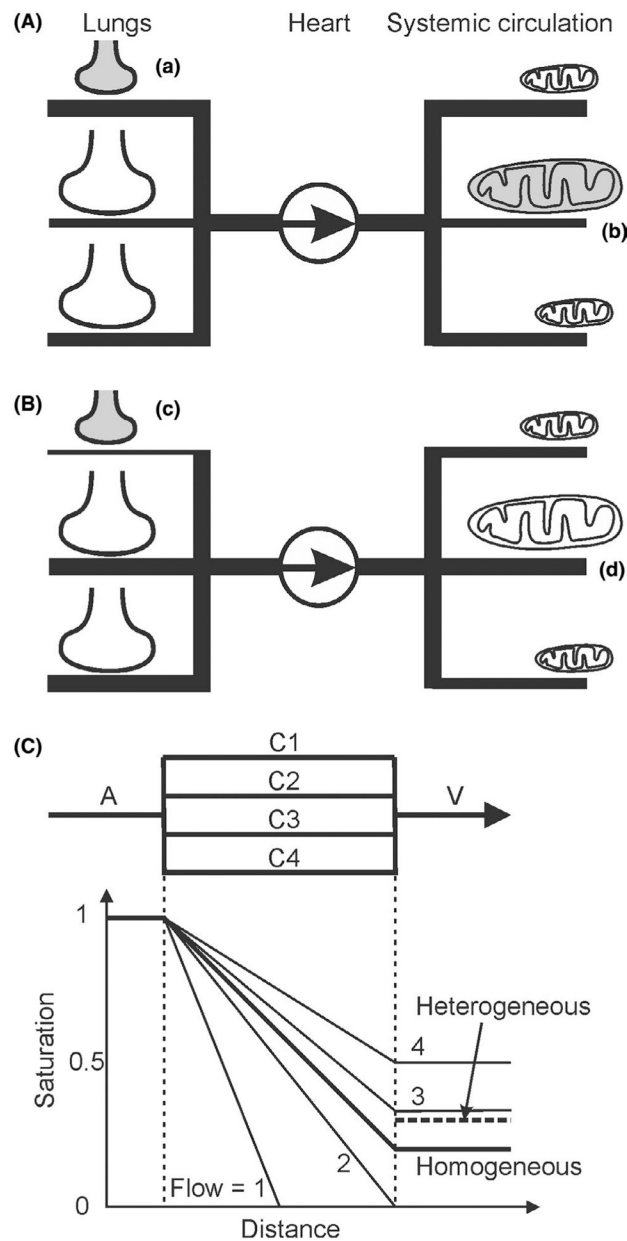 (A) Lungs Heart Systemic circulation
(a)
(b)
(B) (c)
(d)
(C)
C1
A C2 V
C3
C4
1
Heterogeneous
4
0.5
3
Saturation
2 Homogeneous
Flow = 1
0
Distance